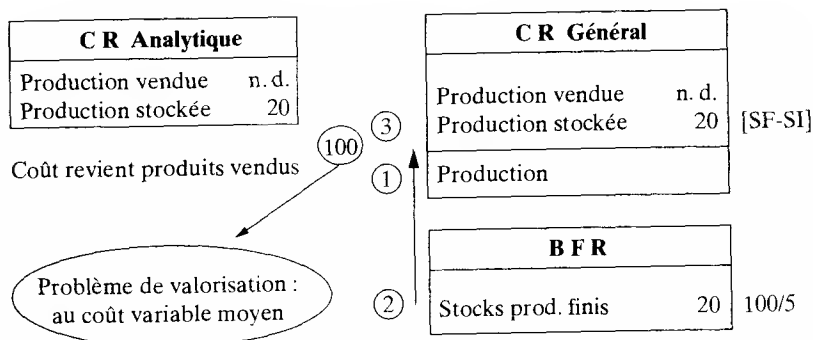 C R Analytique
Production vendue n. d.
Production stockée 20
Coût revient produits vendus 100
Problème de valorisation :
au coût variable moyen
C R Général
Production vendue n. d.
3 Production stockée 20 [SF-SI]
1 Production
B F R
2 Stocks prod. finis 20 100/5